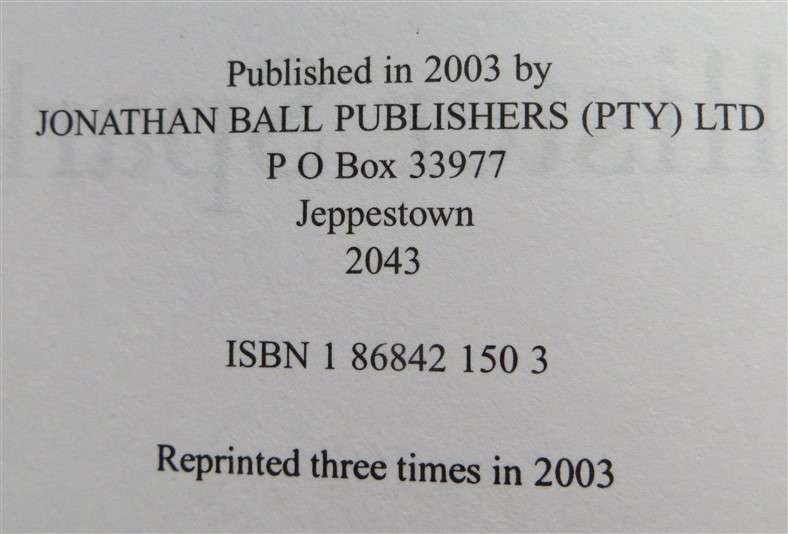 Published in 2003 by
JONATHAN BALL PUBLISHERS (PTY) LTD
P O Box 33977
Jeppestown
2043
ISBN 1 86842 150 3
Reprinted three times in 2003